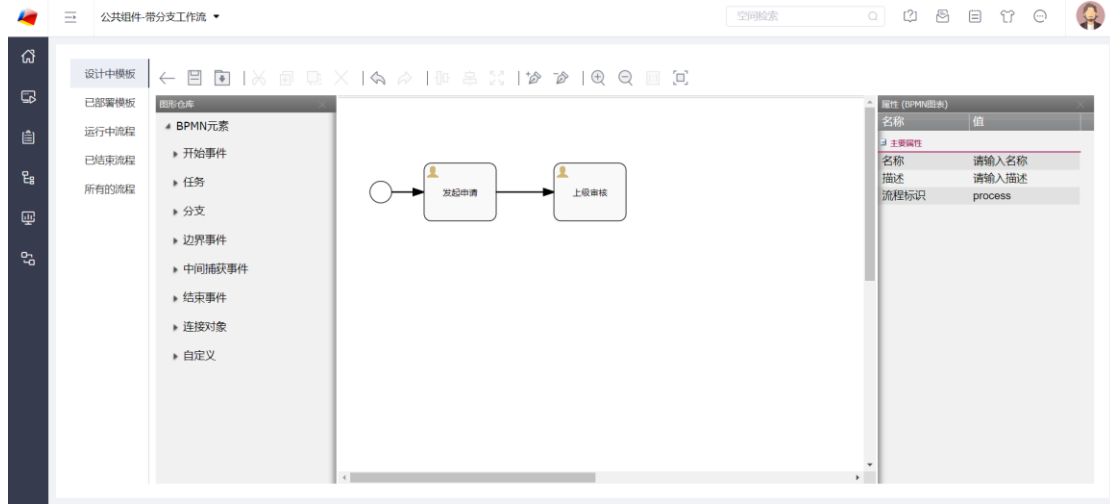 公共组件-带分支工作流
空间检索
设计中模板
已部署模板
运行中流程
已结束流程
所有的流程
图形仓库
BPMN元素
开始事件
任务
分支
边界事件
中间捕获事件
结束事件
连接对象
自定义
发起申请
上级审核
属性 (BPMN图表)
名称 值
主要属性
名称 请输入名称
描述 请输入描述
流程标识 process